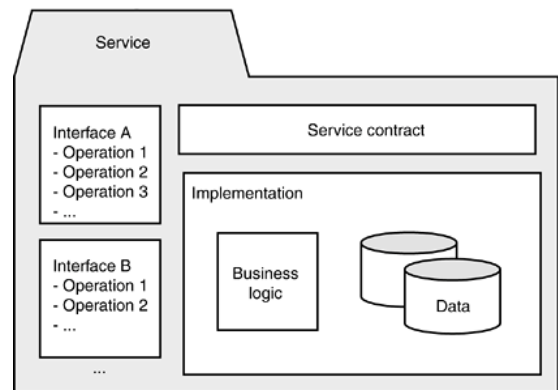 Service
Interface A
- Operation 1
- Operation 2
- Operation 3
- ...
Interface B
- Operation 1
- Operation 2
- ...
...
Service contract
Implementation
Business
logic
Data